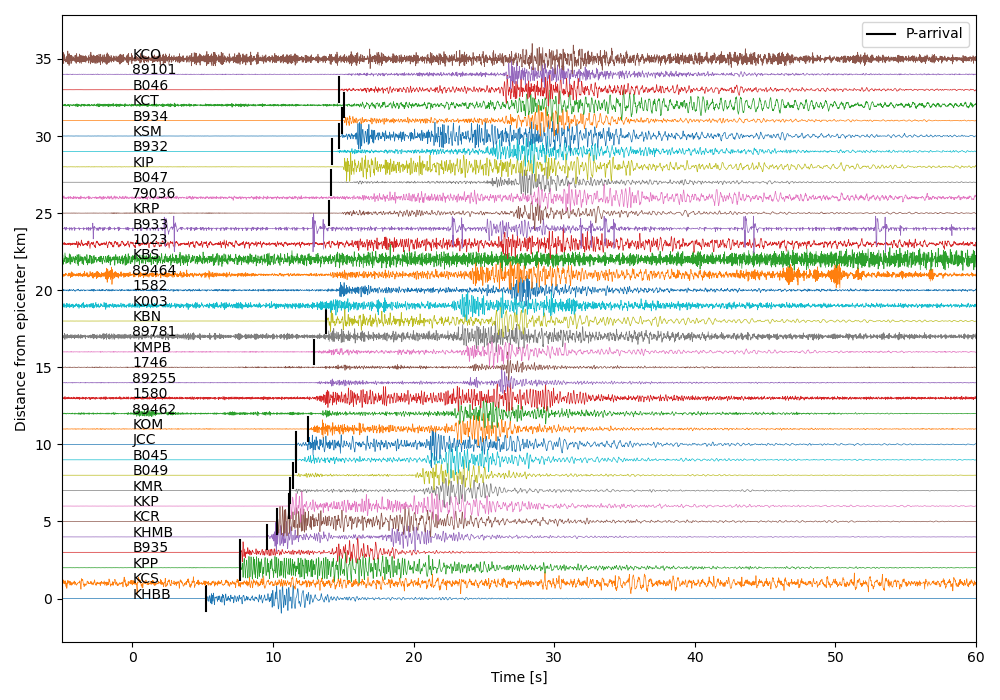 P-arrival
KCO
35
89101
B046
KCT
B934
KSM
30
B932
KIP
B047
79036
KRP
25
B933
1023
KBS
89464
1582
20
K003
KBN
89781
KMPB
1746
15
89255
1580
89462
KOM
JCC
10
B045
B049
KMR
KKP
KCR
5
KHMB
B935
KPP
KCS
KHBB
0
Distance from epicenter [km]
0 10 20 30 40 50 60
Time [s]